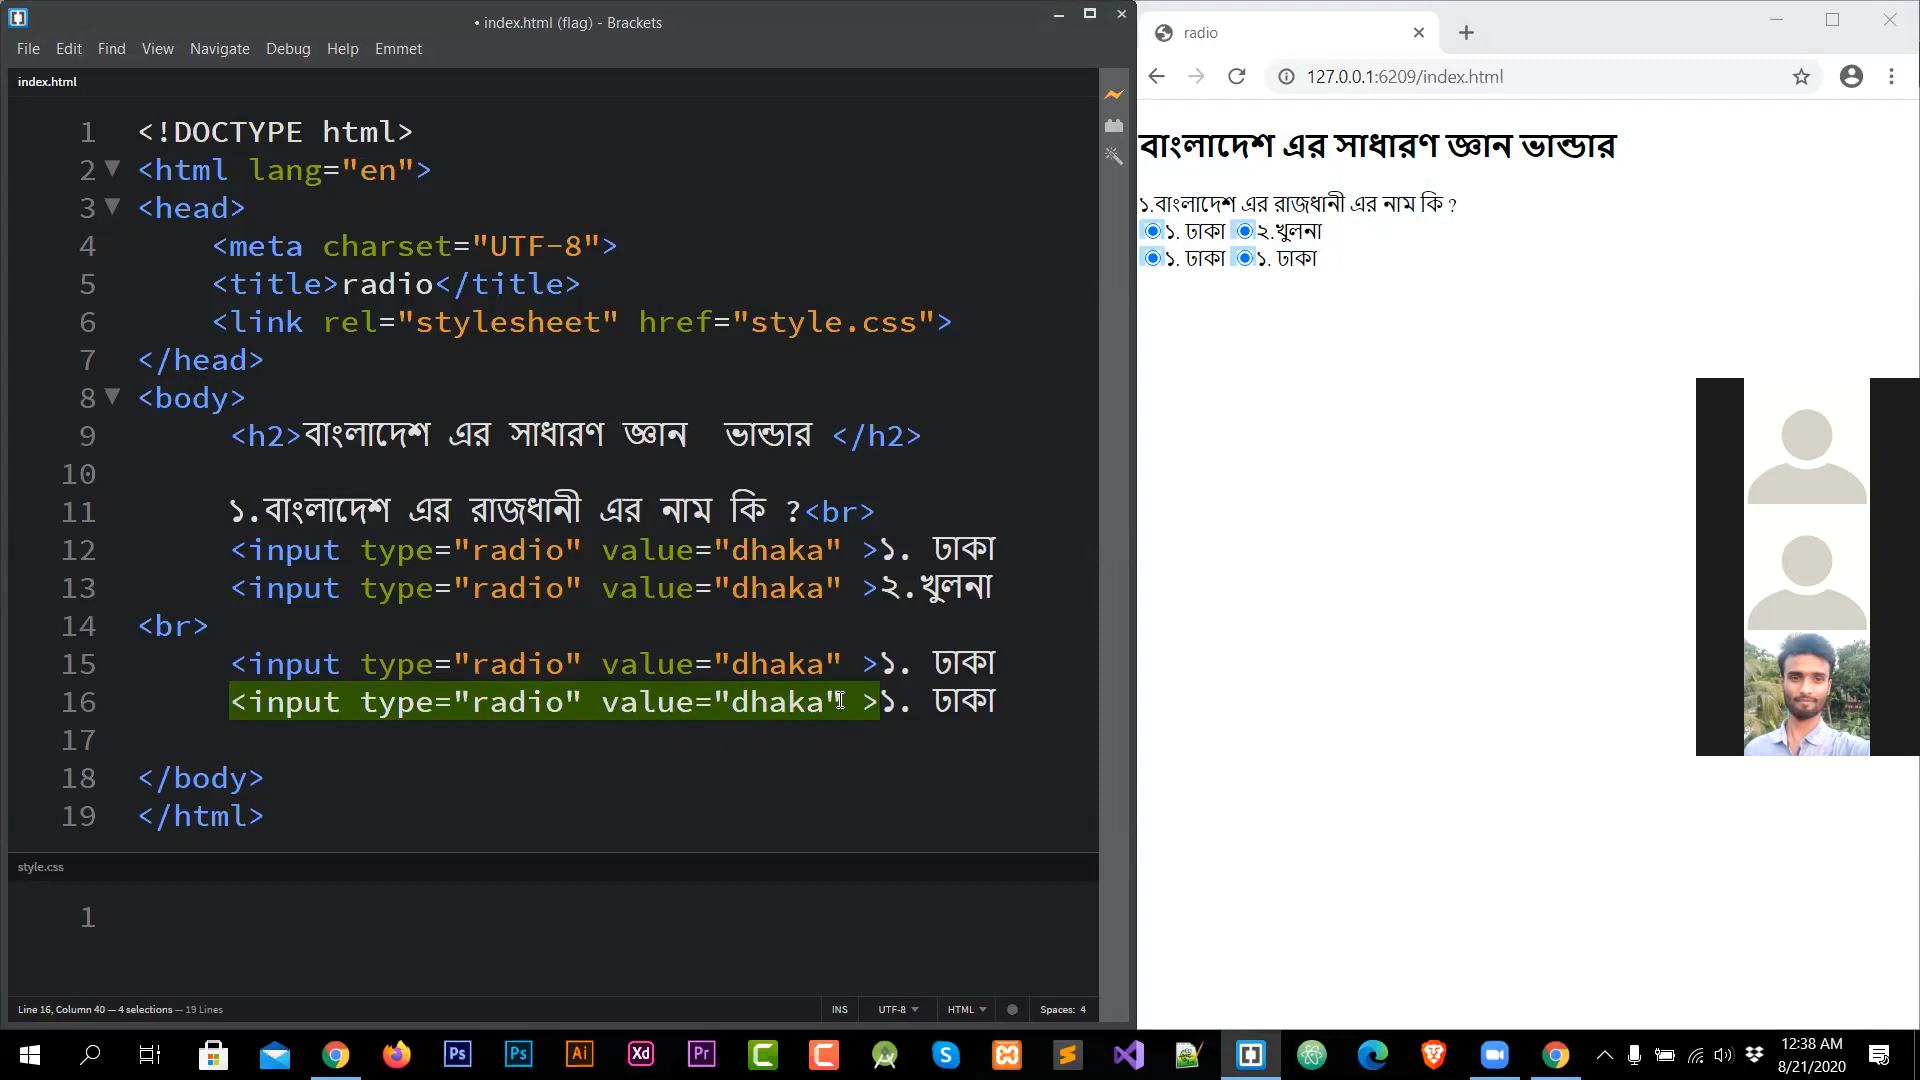 • index.html (flag) - Brackets
File Edit Find View Navigate Debug Help Emmet
index.html
1 <!DOCTYPE html>
2 <html lang="en">
3 <head>
4 <meta charset="UTF-8">
5 <title>radio</title>
6 <link rel="stylesheet" href="style.css">
7 </head>
8 <body>
9 <h2>বাংলাদেশ এর সাধারণ জ্ঞান ভান্ডার </h2>
10
11 ১.বাংলাদেশ এর রাজধানী এর নাম কি ?<br>
12 <input type="radio" value="dhaka" >১. ঢাকা
13 <input type="radio" value="dhaka" >২.খুলনা
14 <br>
15 <input type="radio" value="dhaka" >১. ঢাকা
16 <input type="radio" value="dhaka" >১. ঢাকা
17
18 </body>
19 </html>
style.css
1
Line 16, Column 40 — 4 selections — 19 Lines
INS UTF-8 HTML Spaces: 4
radio
127.0.0.1:6209/index.html
বাংলাদেশ এর সাধারণ জ্ঞান ভান্ডার
১.বাংলাদেশ এর রাজধানী এর নাম কি ?
১. ঢাকা ২.খুলনা
১. ঢাকা ১. ঢাকা
Ps Ps Ai Xd Pr
12:38 AM
8/21/2020